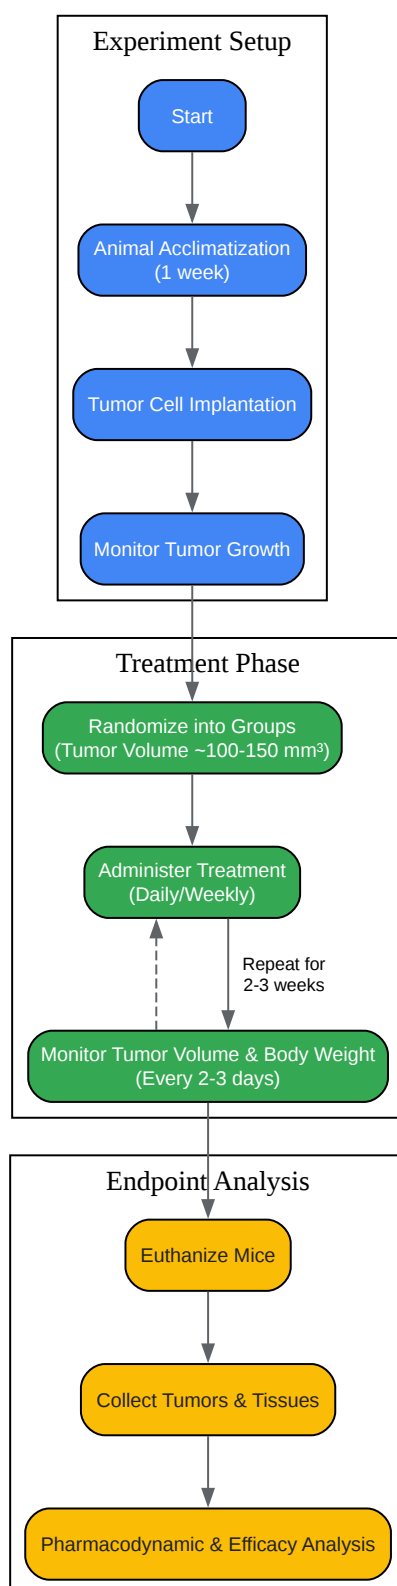 Experiment Setup
Start
Animal Acclimatization
(1 week)
Tumor Cell Implantation
Monitor Tumor Growth
Treatment Phase
Randomize into Groups
(Tumor Volume ~100-150 mm³)
Administer Treatment
(Daily/Weekly)
Repeat for
2-3 weeks
Monitor Tumor Volume & Body Weight
(Every 2-3 days)
Endpoint Analysis
Euthanize Mice
Collect Tumors & Tissues
Pharmacodynamic & Efficacy Analysis